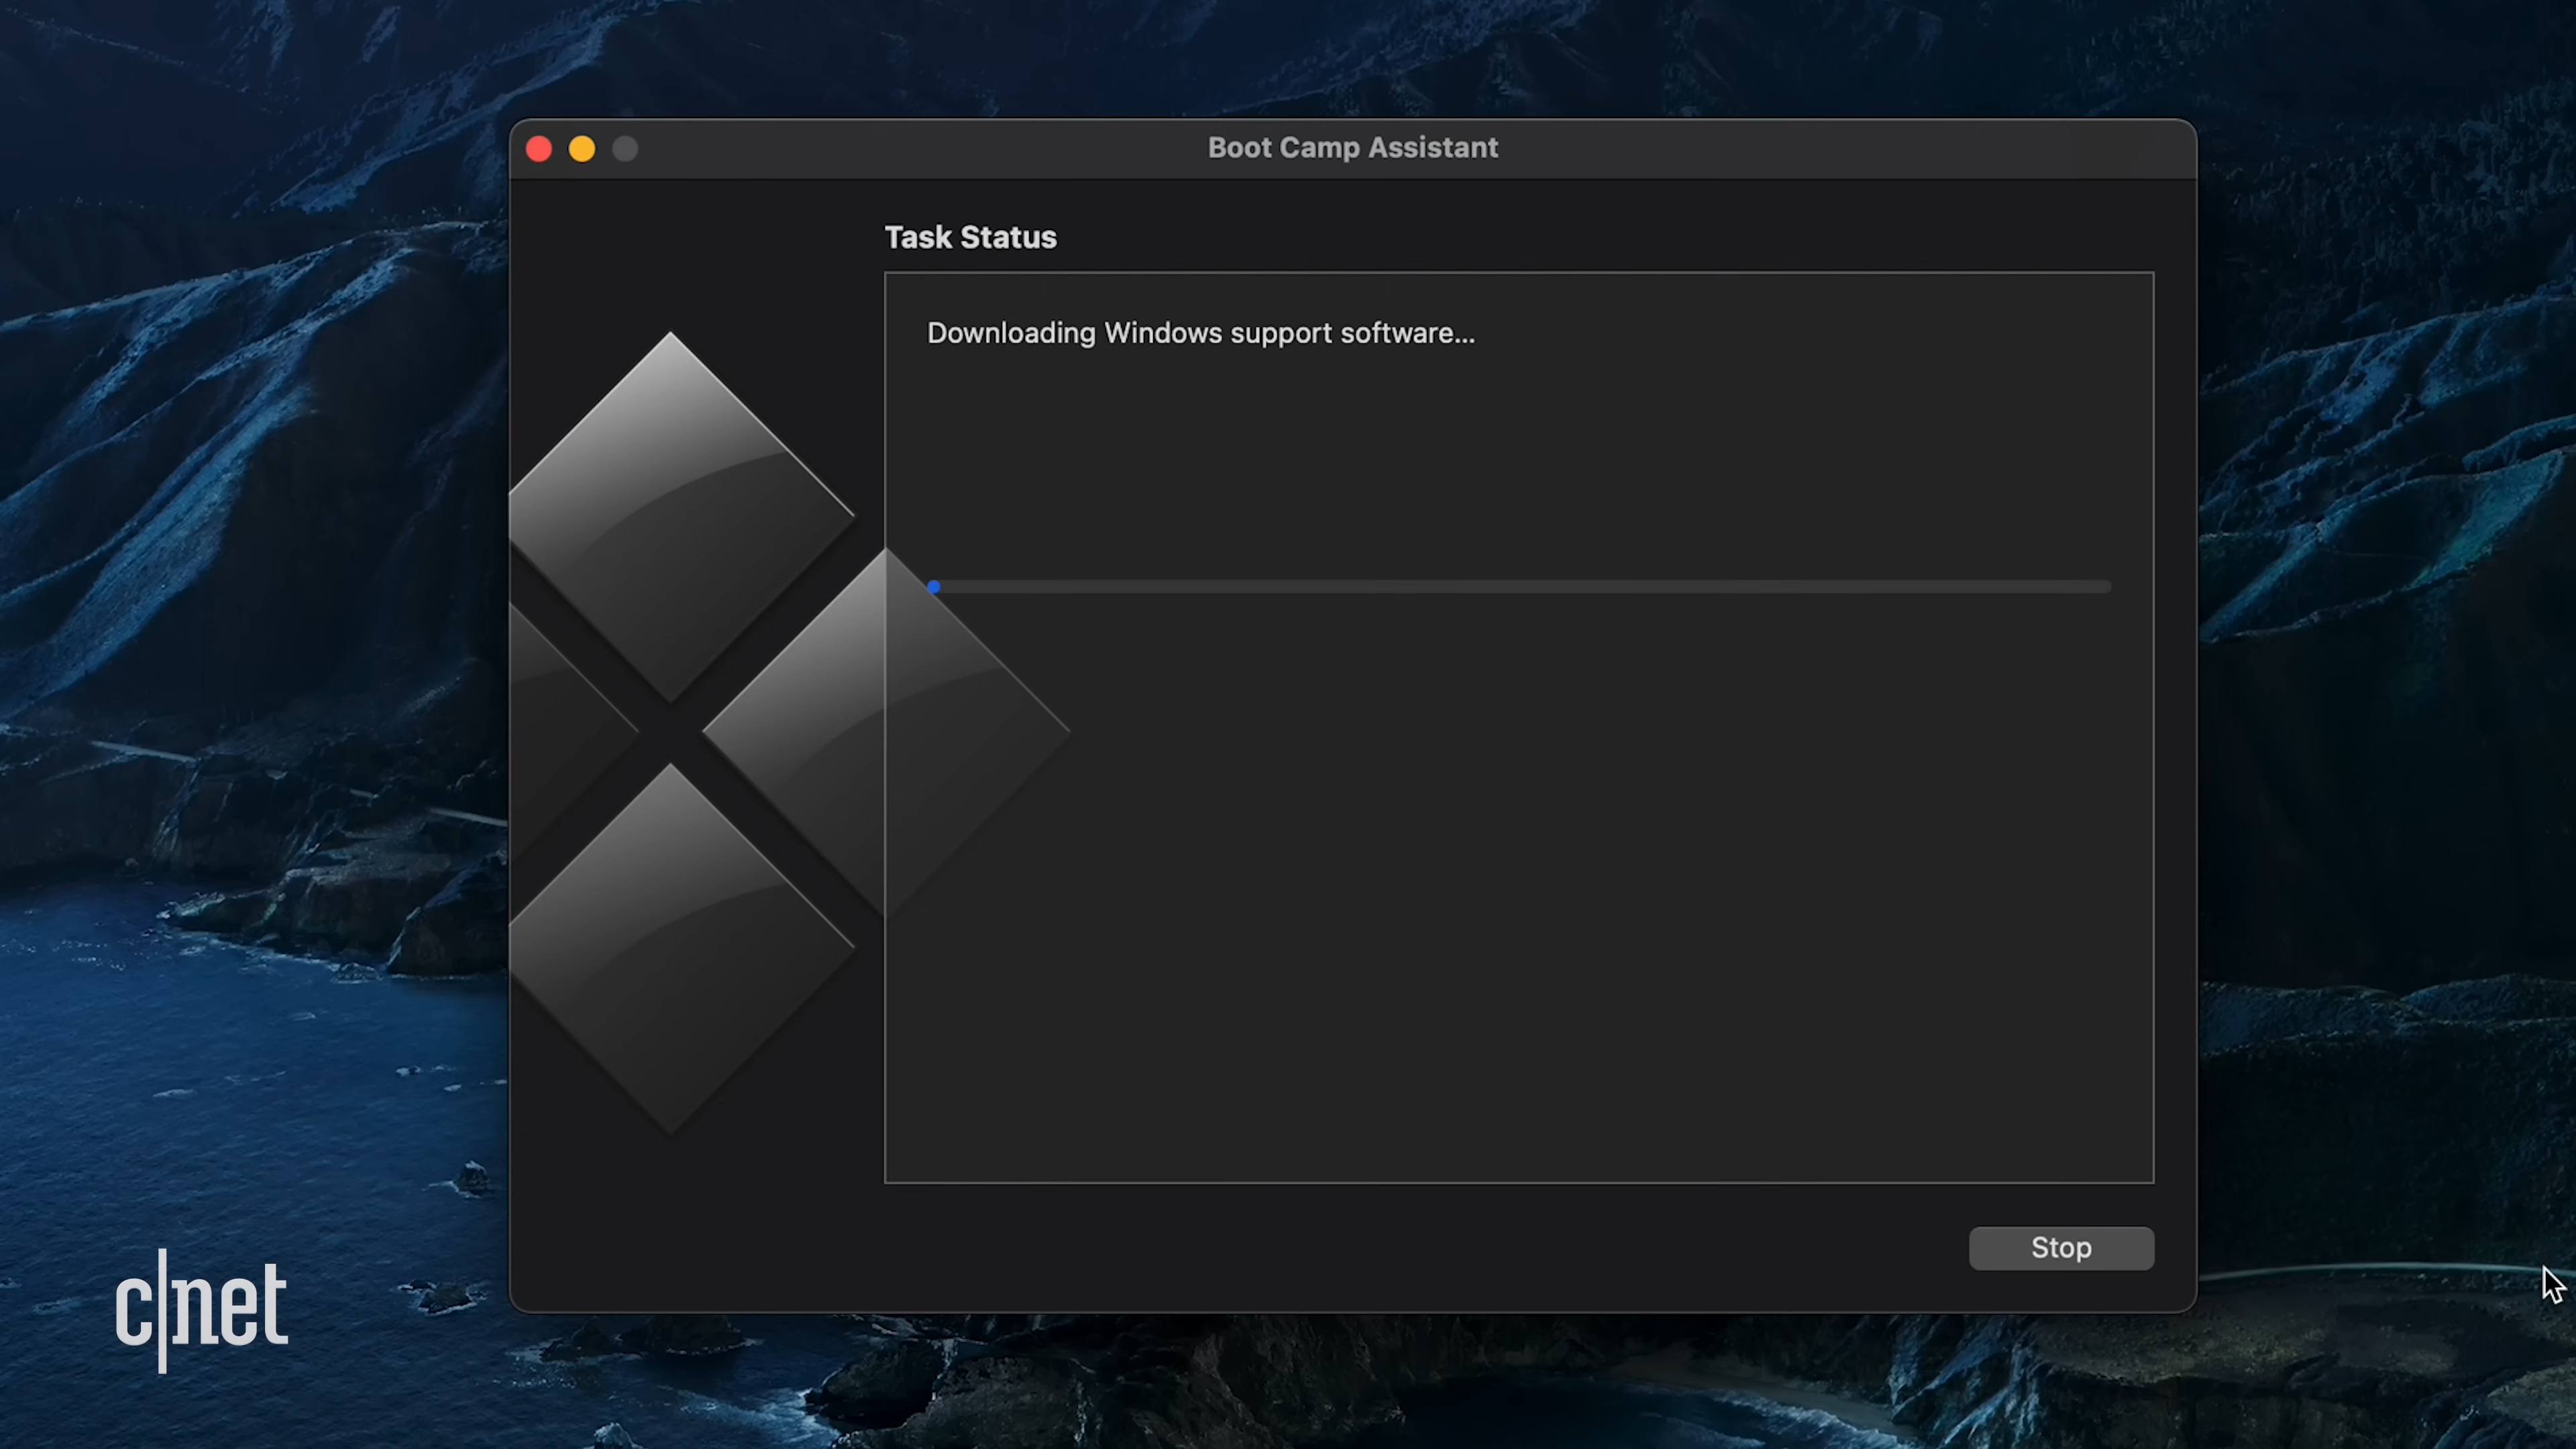 Boot Camp Assistant
Task Status
Downloading Windows support software...
Stop
c|net